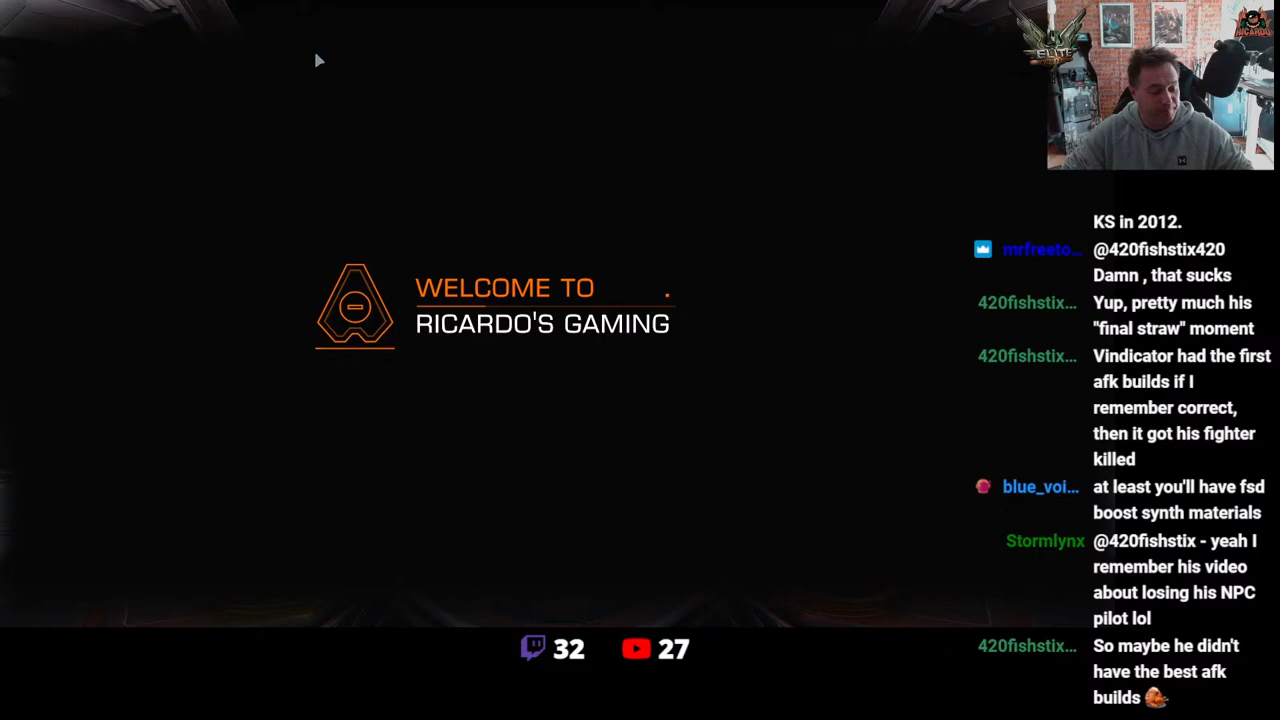 ELITE
RICARDO
WELCOME TO .
RICARDO'S GAMING
KS in 2012.
mrfreeto... @420fishstix420
Damn , that sucks
420fishstix... Yup, pretty much his
"final straw" moment
420fishstix... Vindicator had the first
afk builds if I
remember correct,
then it got his fighter
killed
blue_voi... at least you'll have fsd
boost synth materials
Stormlynx @420fishstix - yeah I
remember his video
about losing his NPC
pilot lol
420fishstix... So maybe he didn't
have the best afk
builds
32 27